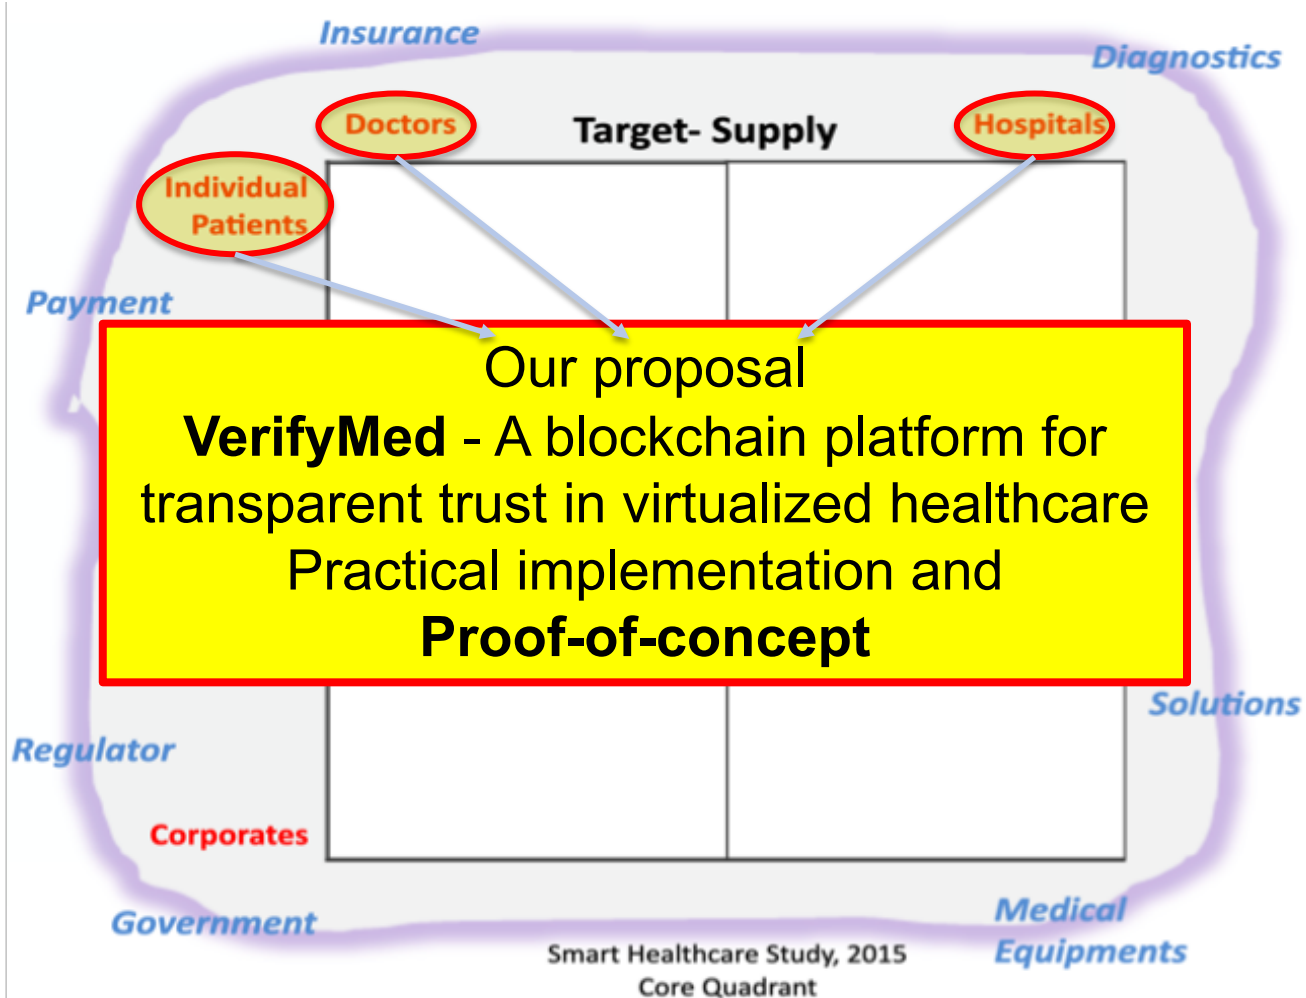 Insurance
Diagnostics
Doctors
Target- Supply
Hospitals
Individual
Patients
Payment
Our proposal
VerifyMed - A blockchain platform for
transparent trust in virtualized healthcare
Practical implementation and
Proof-of-concept
Solutions
Regulator
Corporates
Government
Medical
Equipments
Smart Healthcare Study, 2015
Core Quadrant